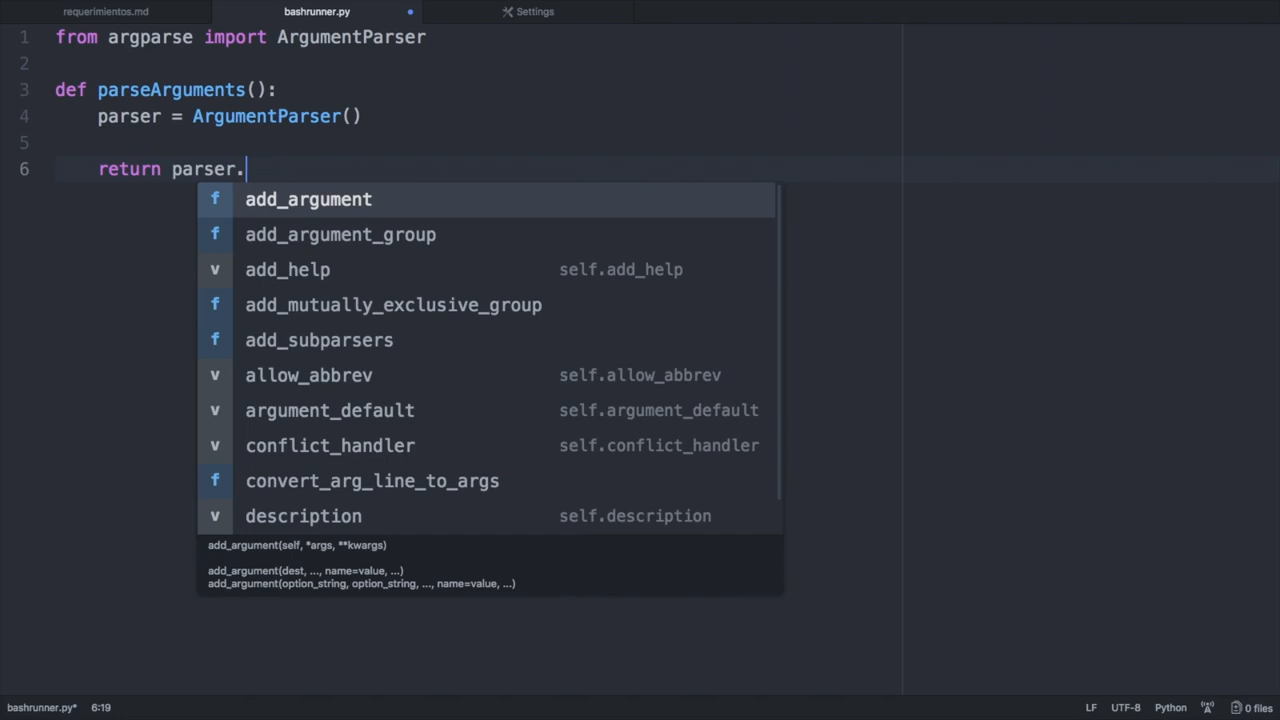 requerimientos.md
bashrunner.py
Settings
1 from argparse import ArgumentParser
2
3 def parseArguments():
4 parser = ArgumentParser()
5
6 return parser.
f add_argument
f add_argument_group
v add_help self.add_help
f add_mutually_exclusive_group
f add_subparsers
v allow_abbrev self.allow_abbrev
v argument_default self.argument_default
v conflict_handler self.conflict_handler
f convert_arg_line_to_args
v description self.description
add_argument(self, *args, **kwargs)
add_argument(dest, ..., name=value, ...)
add_argument(option_string, option_string, ..., name=value, ...)
bashrunner.py* 6:19 LF UTF-8 Python 0 files